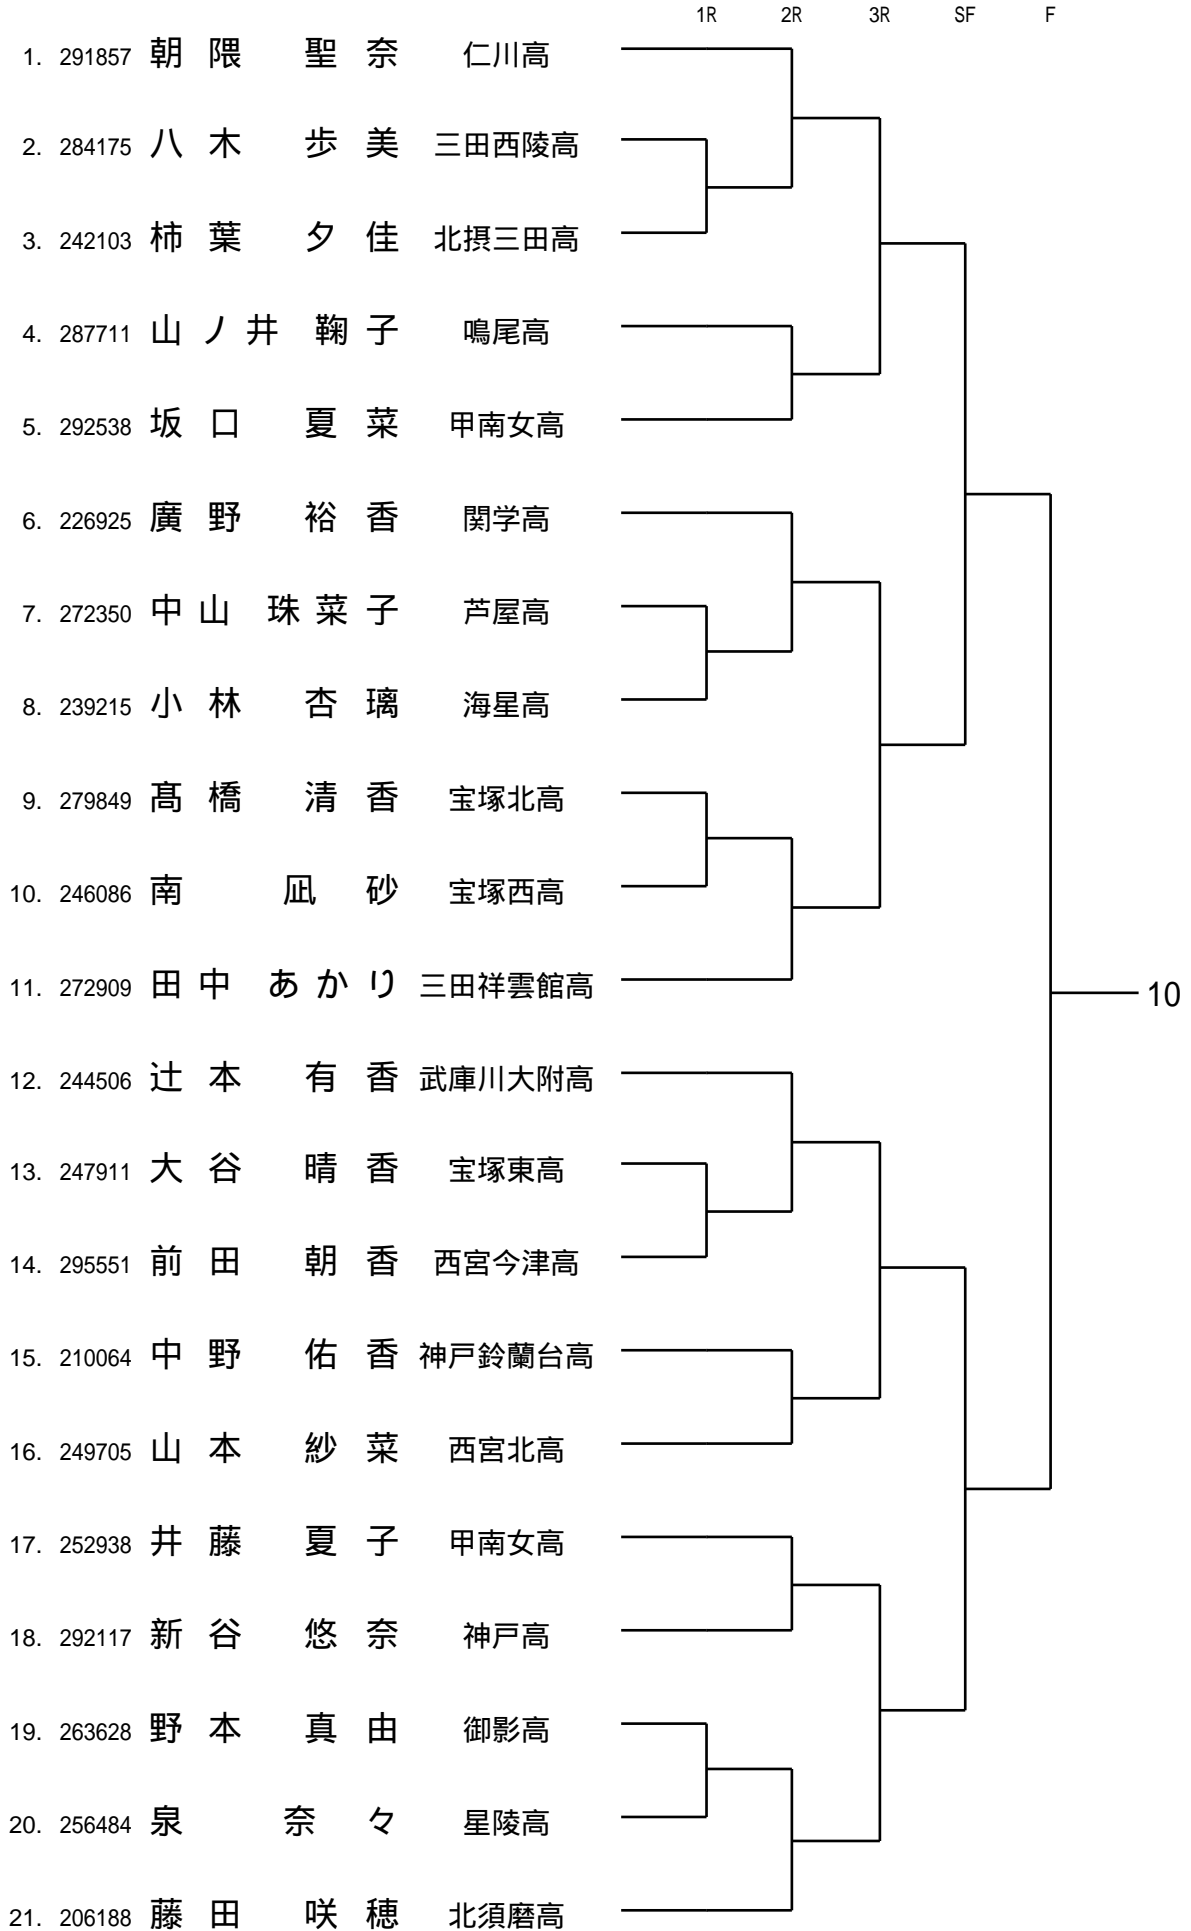 1R 2R 3R SF F
1. 291857 朝隈 聖奈 仁川高
2. 284175 八木 歩美 三田西陵高
3. 242103 柿葉 夕佳 北摂三田高
4. 287711 山ノ井 鞠子 鳴尾高
5. 292538 坂口 夏菜 甲南女高
6. 226925 廣野 裕香 関学高
7. 272350 中山 珠菜子 芦屋高
8. 239215 小林 杏璃 海星高
9. 279849 髙橋 清香 宝塚北高
10. 246086 南 凪砂 宝塚西高
11. 272909 田中 あかり 三田祥雲館高
10
12. 244506 辻本 有香 武庫川大附高
13. 247911 大谷 晴香 宝塚東高
14. 295551 前田 朝香 西宮今津高
15. 210064 中野 佑香 神戸鈴蘭台高
16. 249705 山本 紗菜 西宮北高
17. 252938 井藤 夏子 甲南女高
18. 292117 新谷 悠奈 神戸高
19. 263628 野本 真由 御影高
20. 256484 泉 奈々 星陵高
21. 206188 藤田 咲穂 北須磨高